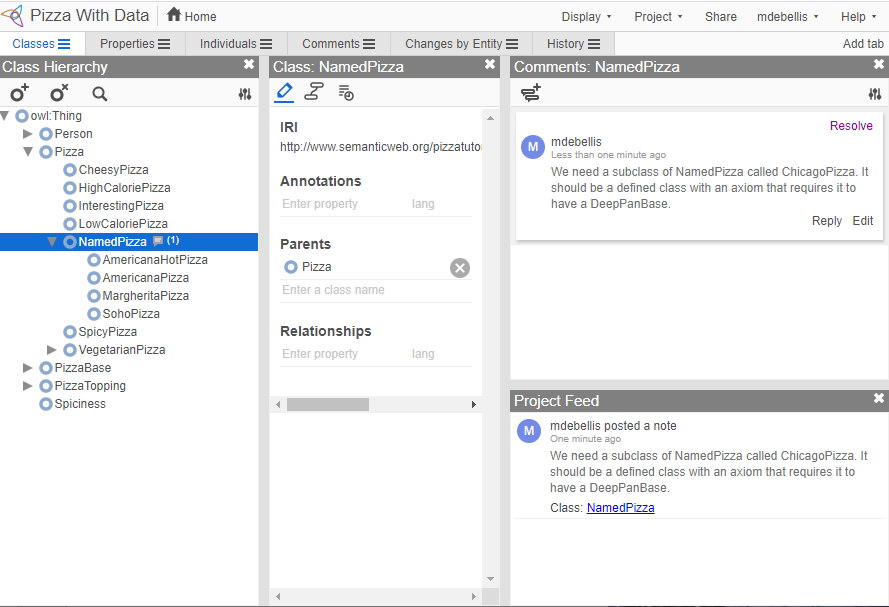 Pizza With Data
Home
Display
Project
Share
mdebellis
Help
Classes
Properties
Individuals
Comments
Changes by Entity
History
Add tab
Class Hierarchy
owl:Thing
Person
Pizza
CheesyPizza
HighCaloriePizza
InterestingPizza
LowCaloriePizza
NamedPizza (1)
AmericanaHotPizza
AmericanaPizza
MargheritaPizza
SohoPizza
SpicyPizza
VegetarianPizza
PizzaBase
PizzaTopping
Spiciness
Class: NamedPizza
IRI
http://www.semanticweb.org/pizzatuto
Annotations
Enter property lang
Parents
Pizza
Enter a class name
Relationships
Enter property lang
Comments: NamedPizza
Resolve
M
mdebellis
Less than one minute ago
We need a subclass of NamedPizza called ChicagoPizza. It
should be a defined class with an axiom that requires it to
have a DeepPanBase.
Reply Edit
Project Feed
M
mdebellis posted a note
One minute ago
We need a subclass of NamedPizza called ChicagoPizza. It
should be a defined class with an axiom that requires it to
have a DeepPanBase.
Class: NamedPizza